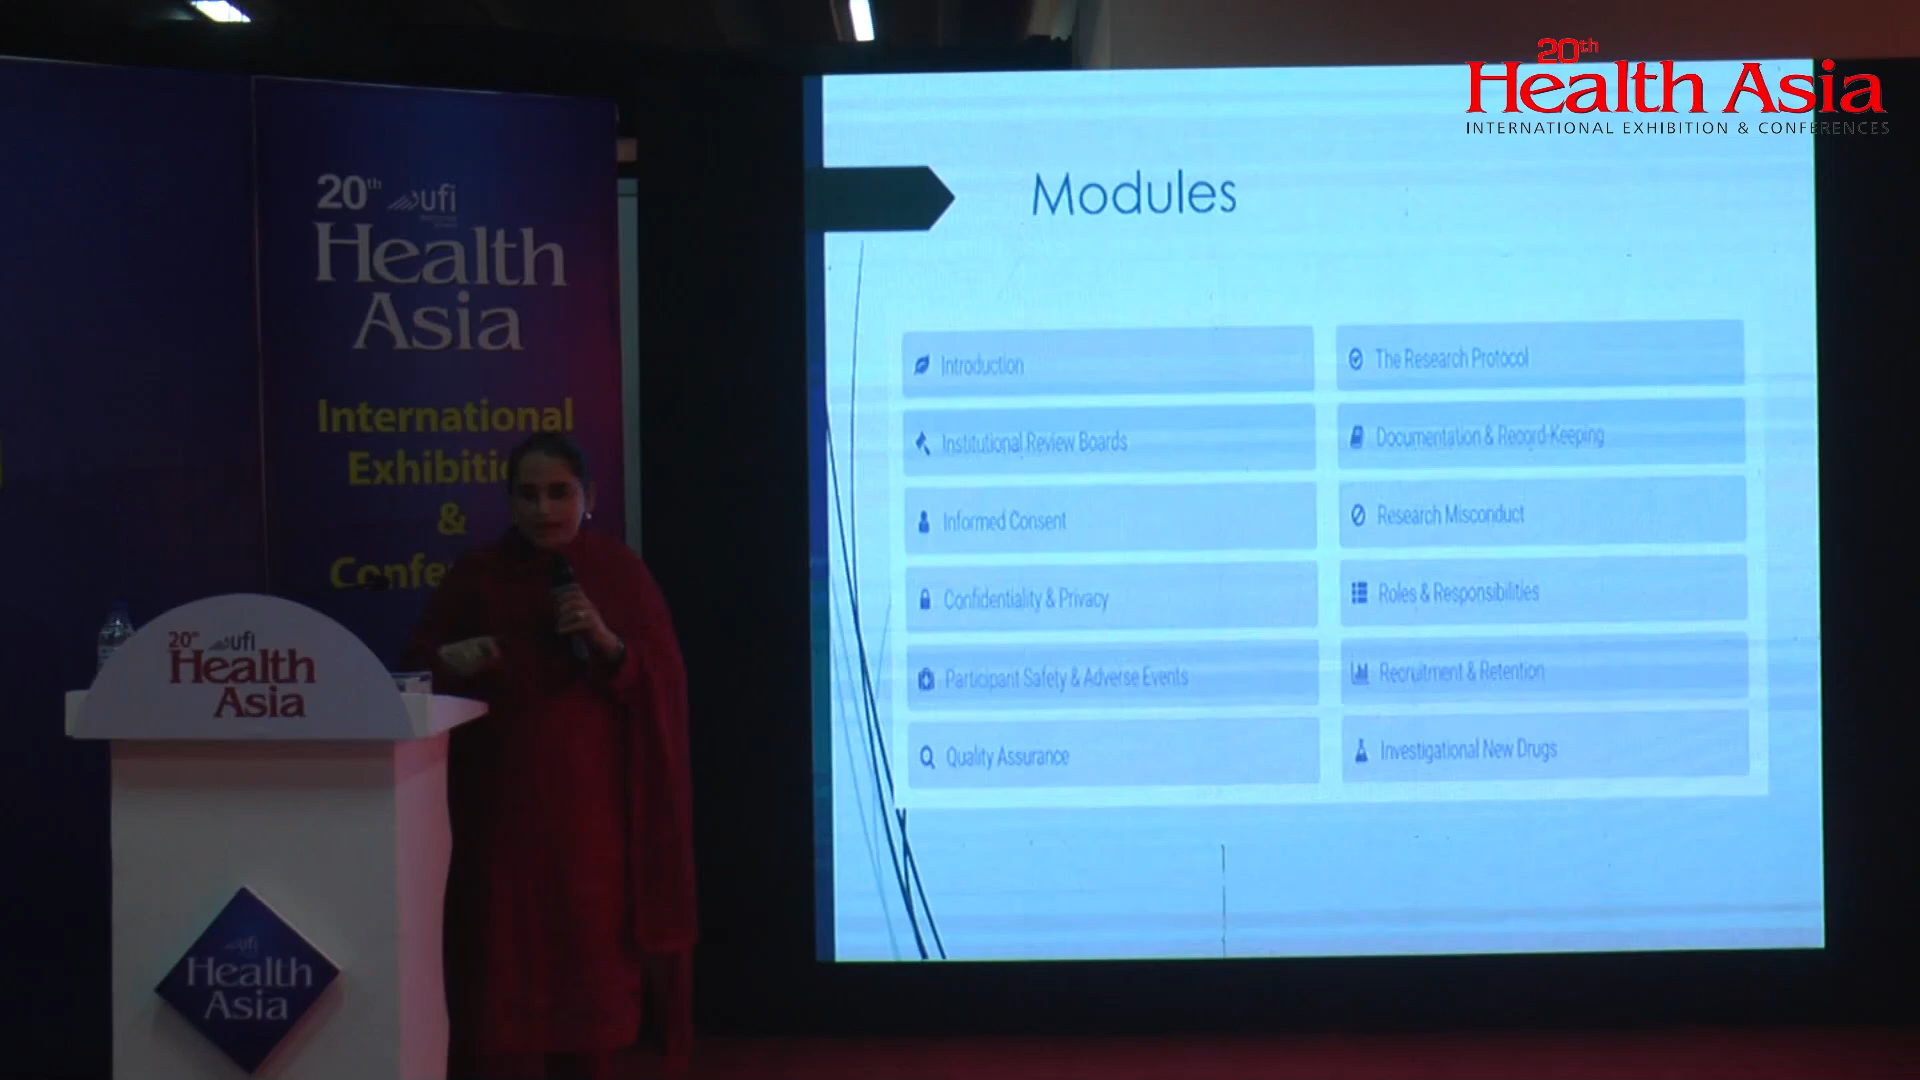 20th
Health Asia
INTERNATIONAL EXHIBITION & CONFERENCES
20th ufi
Health
Asia
International
Exhibiti
&
Confe
20th ufi
Health
Asia
ufi
Health
Asia
Modules
Introduction
Institutional Review Boards
Informed Consent
Confidentiality & Privacy
Participant Safety & Adverse Events
Quality Assurance
The Research Protocol
Documentation & Record-Keeping
Research Misconduct
Roles & Responsibilities
Recruitment & Retention
Investigational New Drugs